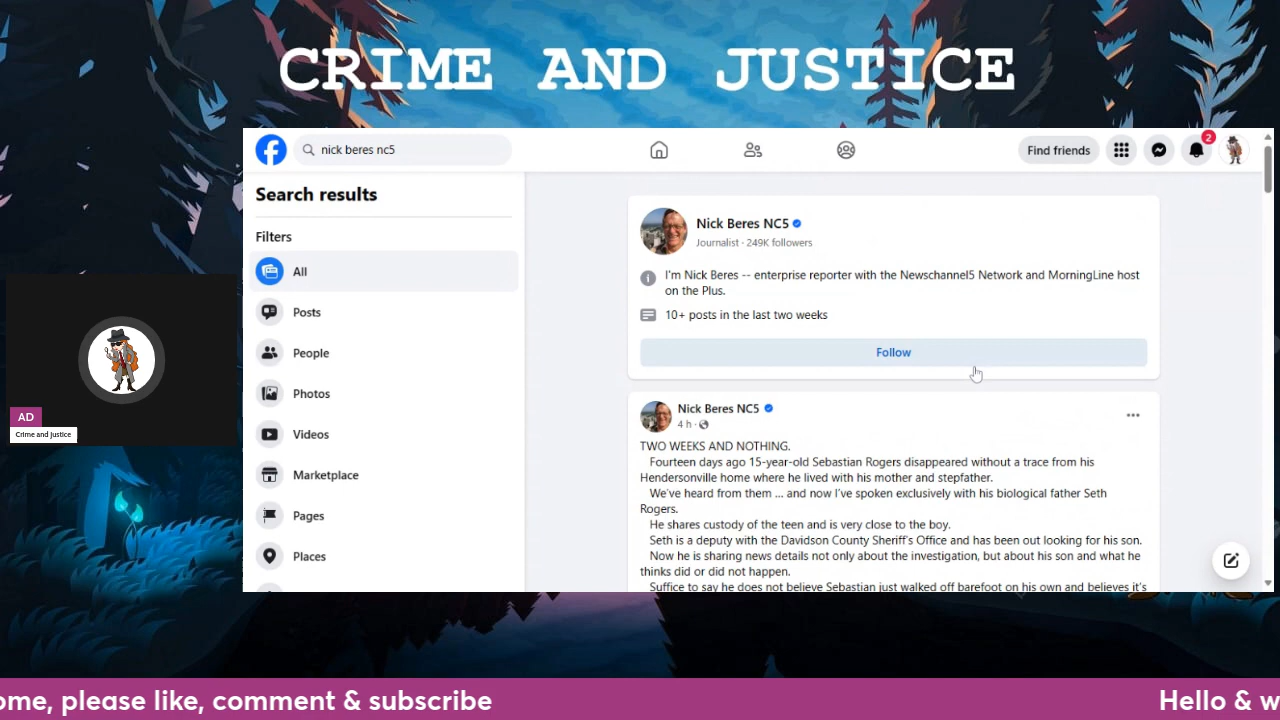 CRIME AND JUSTICE
nick beres nc5
Find friends
2
Search results
Filters
All
Posts
People
Photos
Videos
Marketplace
Pages
Places
Nick Beres NC5
Journalist · 249K followers
I'm Nick Beres -- enterprise reporter with the Newschannel5 Network and MorningLine host
on the Plus.
10+ posts in the last two weeks
Follow
Nick Beres NC5
4 h ·
TWO WEEKS AND NOTHING.
Fourteen days ago 15-year-old Sebastian Rogers disappeared without a trace from his
Hendersonville home where he lived with his mother and stepfather.
We've heard from them ... and now I've spoken exclusively with his biological father Seth
Rogers.
He shares custody of the teen and is very close to the boy.
Seth is a deputy with the Davidson County Sheriff's Office and has been out looking for his son.
Now he is sharing news details not only about the investigation, but about his son and what he
thinks did or did not happen.
Suffice to say he does not believe Sebastian just walked off barefoot on his own and believes it's
AD
Crime and Justice
ome, please like, comment & subscribe
Hello & w